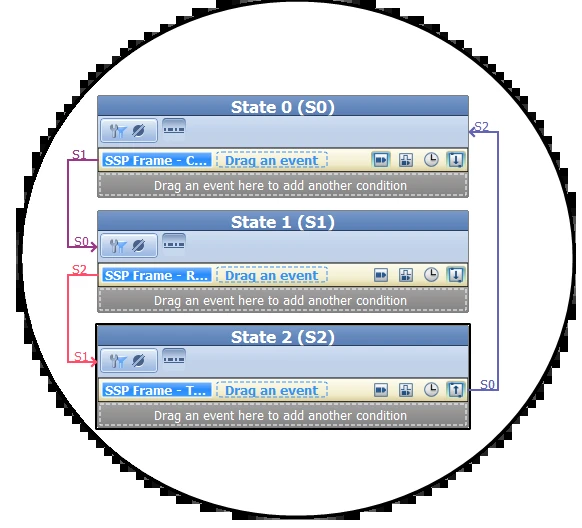 State 0 (S0)
S2
S1
SSP Frame - C... Drag an event
Drag an event here to add another condition
State 1 (S1)
S0
S2
SSP Frame - R... Drag an event
Drag an event here to add another condition
State 2 (S2)
S1
SSP Frame - T... Drag an event
S0
Drag an event here to add another condition